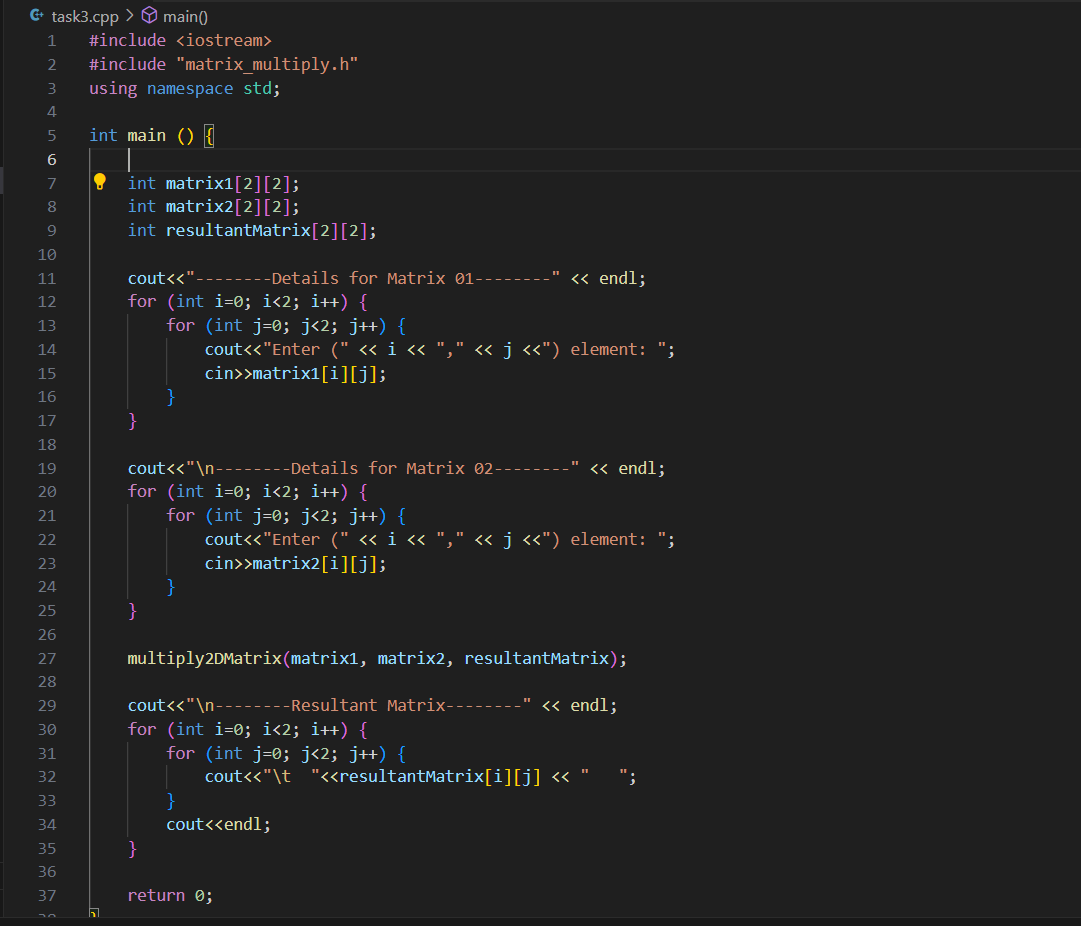 task3.cpp > main()
1 #include <iostream>
2 #include "matrix_multiply.h"
3 using namespace std;
4
5 int main () {
6
7     int matrix1[2][2];
8     int matrix2[2][2];
9     int resultantMatrix[2][2];
10
11     cout<<"--------Details for Matrix 01--------" << endl;
12     for (int i=0; i<2; i++) {
13         for (int j=0; j<2; j++) {
14             cout<<"Enter (" << i << "," << j <<") element: ";
15             cin>>matrix1[i][j];
16         }
17     }
18
19     cout<<"\n--------Details for Matrix 02--------" << endl;
20     for (int i=0; i<2; i++) {
21         for (int j=0; j<2; j++) {
22             cout<<"Enter (" << i << "," << j <<") element: ";
23             cin>>matrix2[i][j];
24         }
25     }
26
27     multiply2DMatrix(matrix1, matrix2, resultantMatrix);
28
29     cout<<"\n--------Resultant Matrix--------" << endl;
30     for (int i=0; i<2; i++) {
31         for (int j=0; j<2; j++) {
32             cout<<"\t  "<<resultantMatrix[i][j] << "   ";
33         }
34         cout<<endl;
35     }
36
37     return 0;
38 }